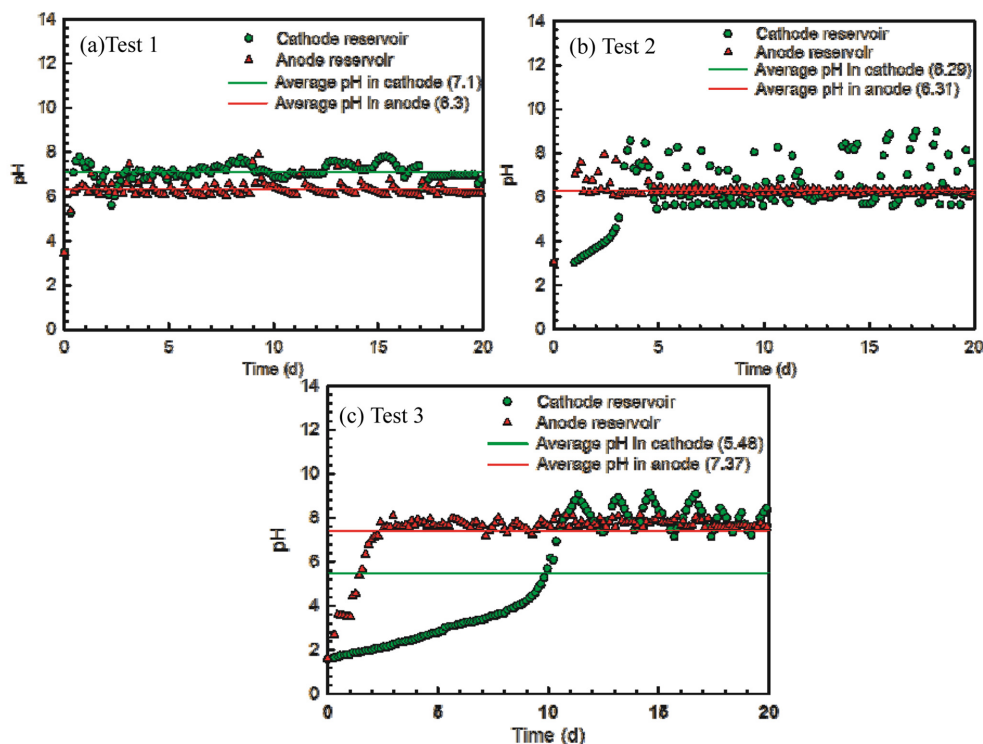 (a)Test 1
Cathode reservoir
Anode reservoir
Average pH in cathode (7.1)
Average pH in anode (6.3)
14
12
10
8
6
4
2
0
pH
0 5 10 15 20
Time (d)
(b) Test 2
Cathode reservoir
Anode reservoir
Average pH in cathode (6.29)
Average pH in anode (6.31)
14
12
10
8
6
4
2
0
pH
0 5 10 15 20
Time (d)
(c) Test 3
Cathode reservoir
Anode reservoir
Average pH in cathode (5.48)
Average pH in anode (7.37)
14
12
10
8
6
4
2
0
pH
0 5 10 15 20
Time (d)